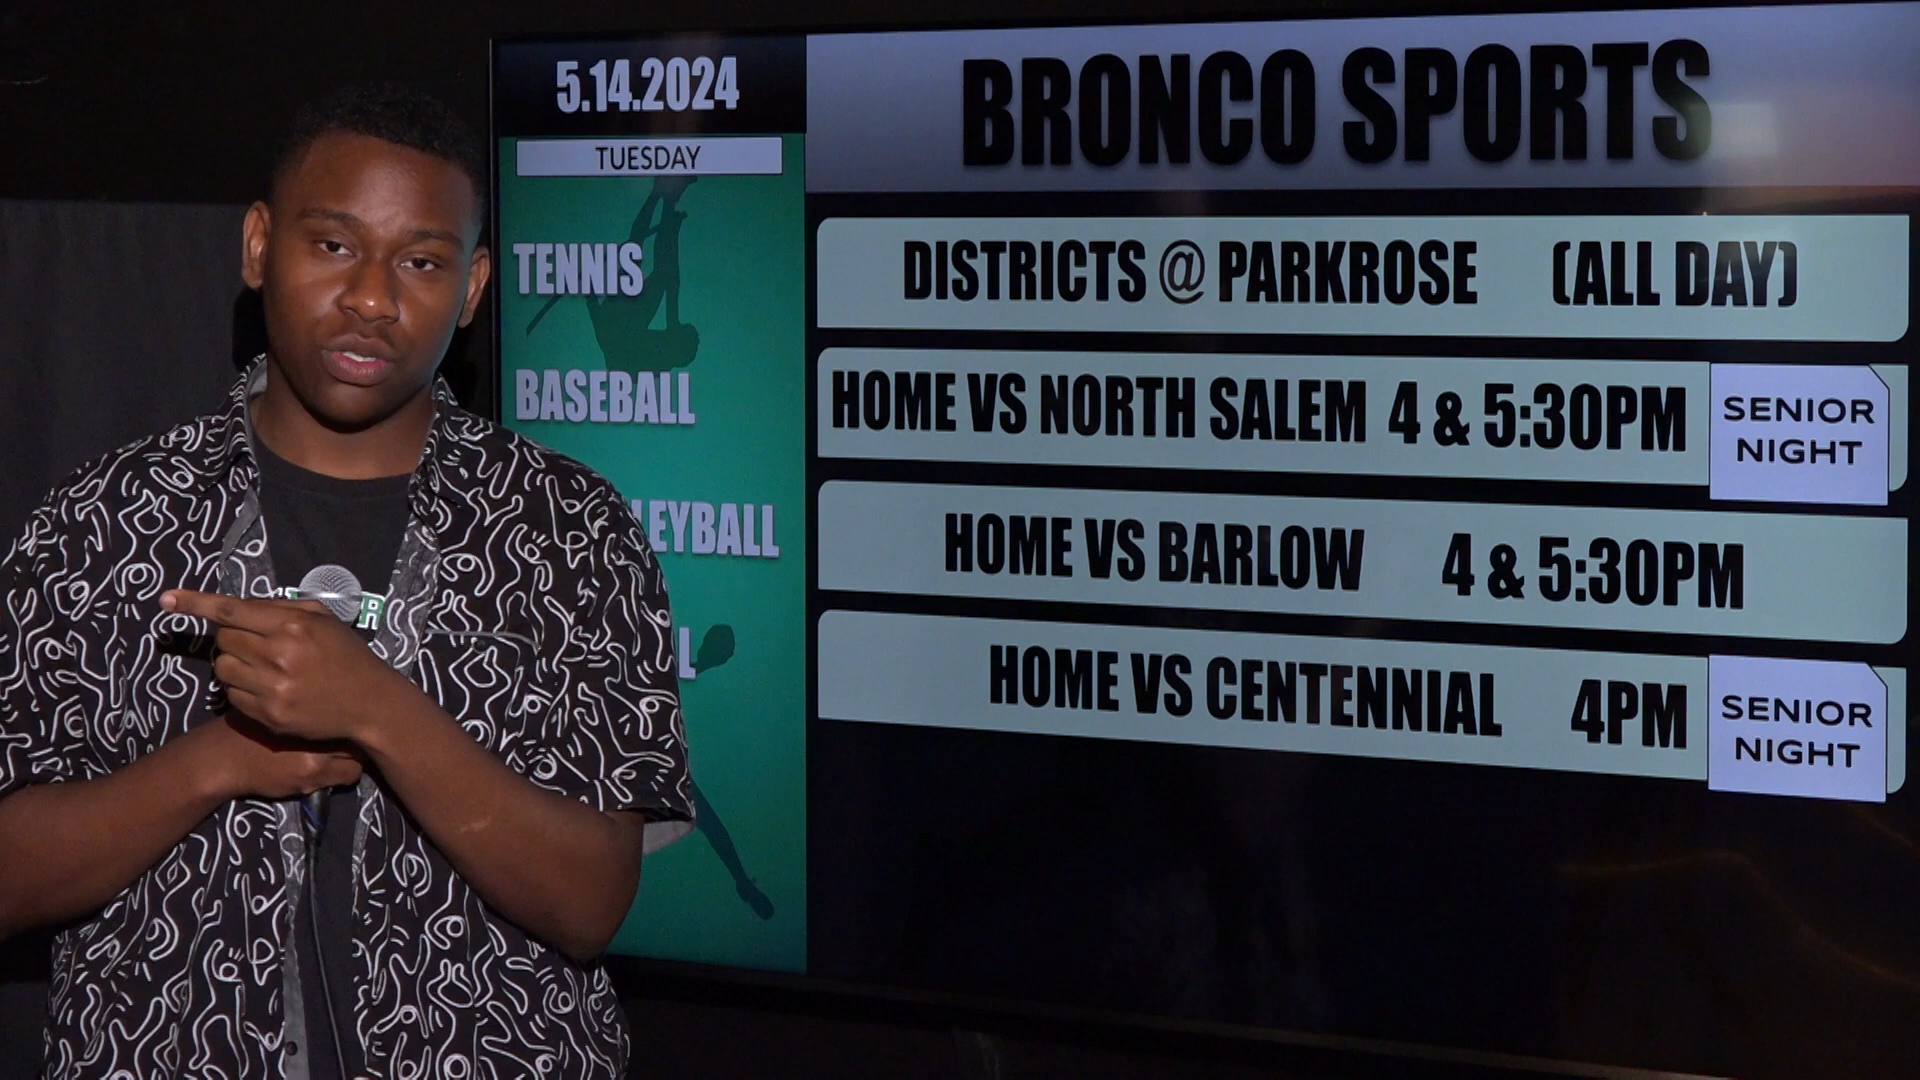 5.14.2024
BRONCO SPORTS
TUESDAY
TENNIS
DISTRICTS @ PARKROSE (ALL DAY)
BASEBALL
HOME VS NORTH SALEM 4 & 5:30PM
SENIOR
NIGHT
HOME VS BARLOW 4 & 5:30PM
HOME VS CENTENNIAL 4PM
SENIOR
NIGHT